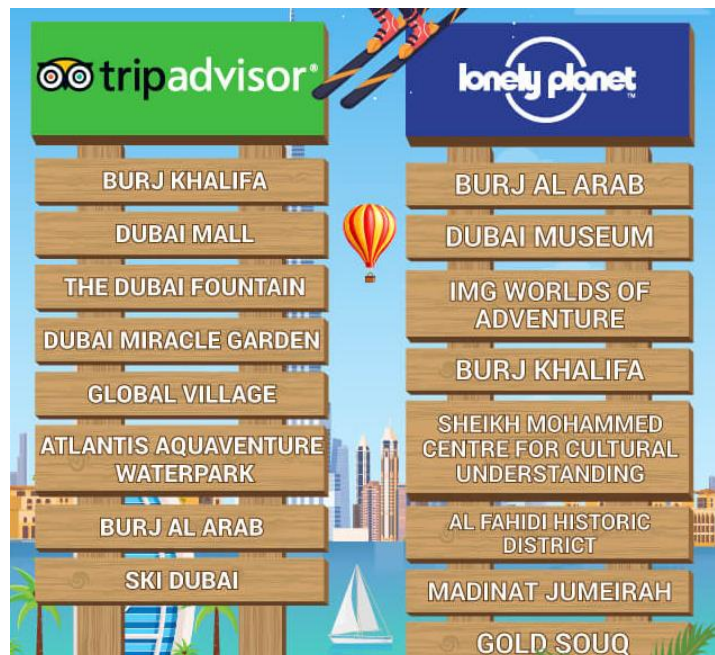 tripadvisor®
BURJ KHALIFA
DUBAI MALL
THE DUBAI FOUNTAIN
DUBAI MIRACLE GARDEN
GLOBAL VILLAGE
ATLANTIS AQUAVENTURE
WATERPARK
BURJ AL ARAB
SKI DUBAI
lonely planet™
BURJ AL ARAB
DUBAI MUSEUM
IMG WORLDS OF
ADVENTURE
BURJ KHALIFA
SHEIKH MOHAMMED
CENTRE FOR CULTURAL
UNDERSTANDING
AL FAHIDI HISTORIC
DISTRICT
MADINAT JUMEIRAH
GOLD SOUQ